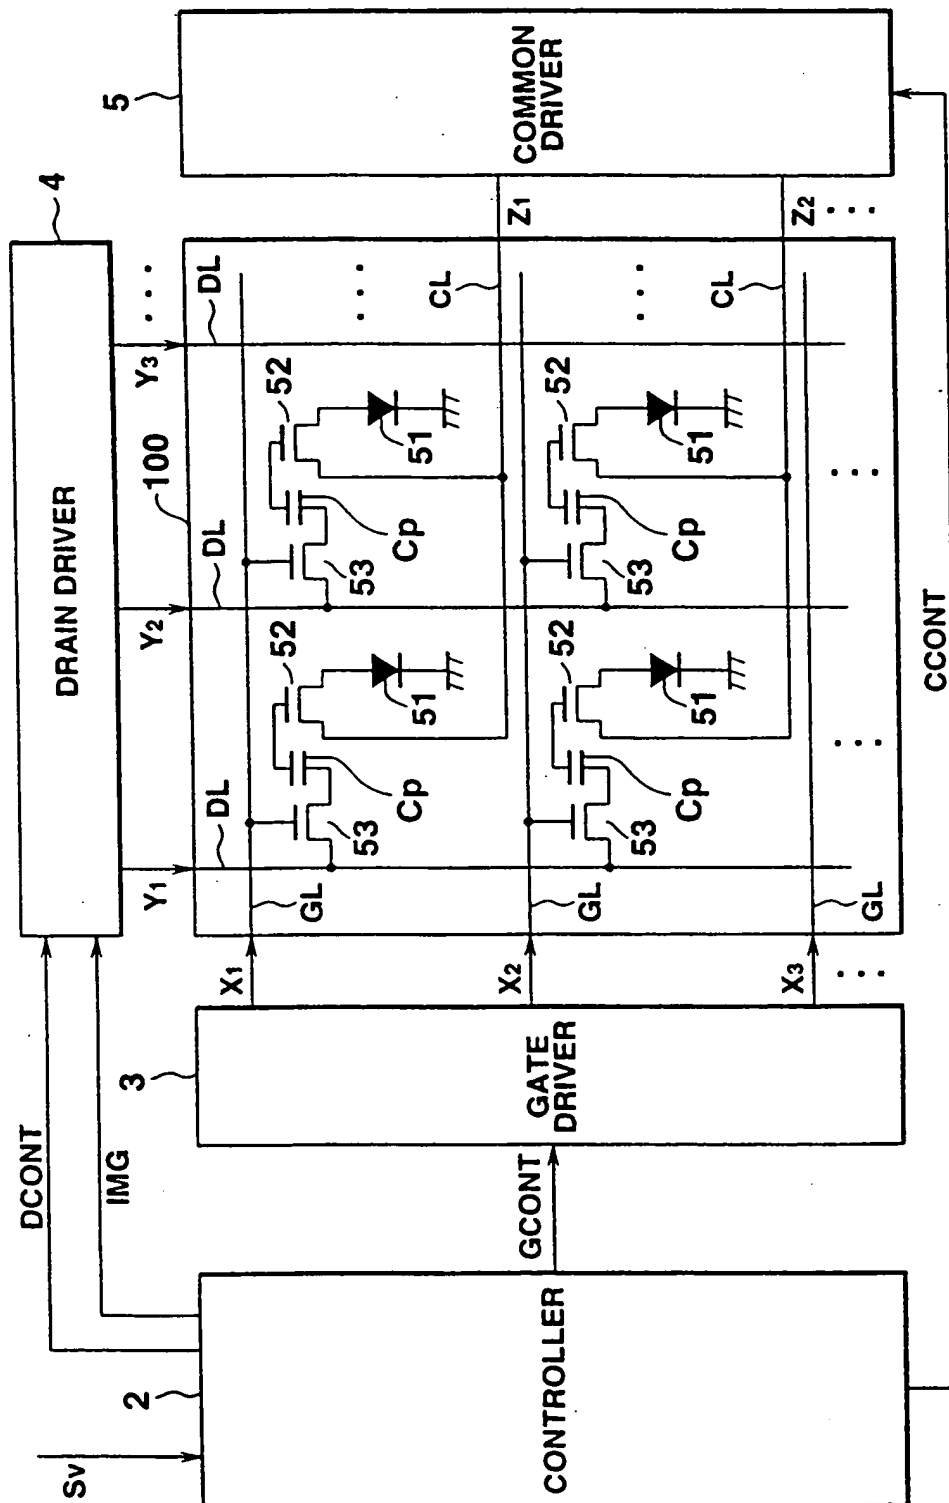 DRAIN DRIVER
4
COMMON
DRIVER
5
DCONT
IMG
Y1
Y2
Y3
. . .
100
DL
DL
DL
X1
GL
53
Cp
52
51
53
Cp
52
51
. . .
CL
Z1
X2
GL
53
Cp
52
51
53
Cp
52
51
. . .
CL
Z2
. . .
X3
GL
. . .
. . .
. . .
3
GATE
DRIVER
GCONT
Sv
2
CONTROLLER
CCONT